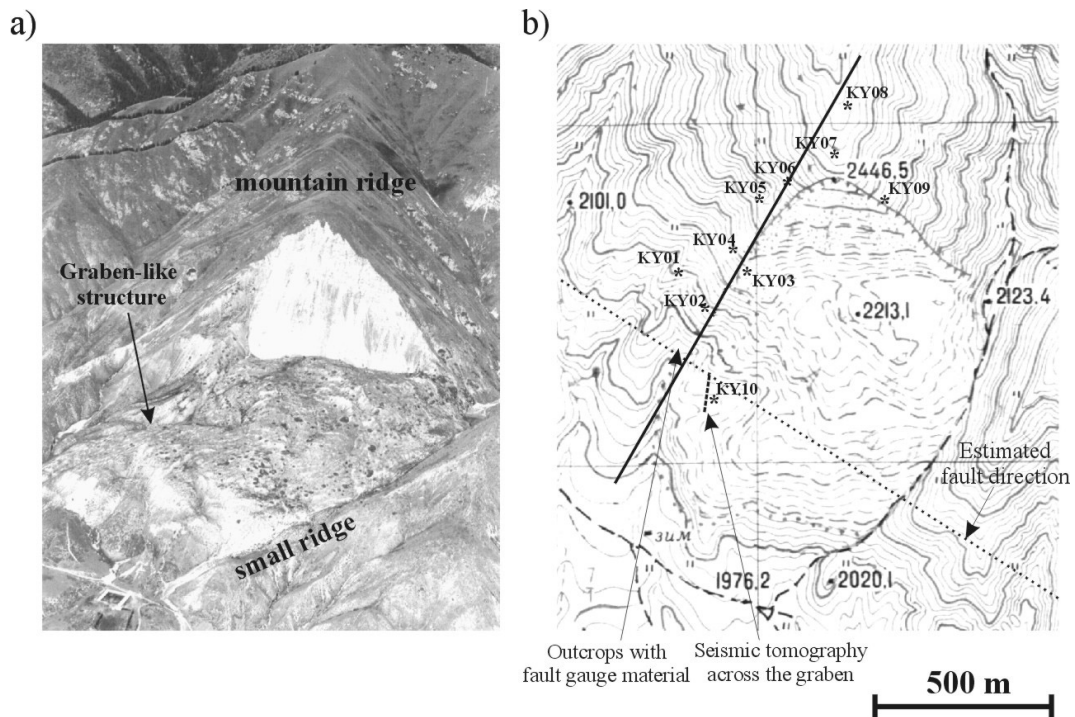 a)
mountain ridge
Graben-like
structure
small ridge
b)
KY08
KY07
KY06
2446,5
KY05
KY09
2101,0
KY04
KY01
KY03
2123,4
KY02
2213,1
KY10
Estimated
fault direction
зим
1976,2
2020,1
Outcrops with
fault gauge material
Seismic tomography
across the graben
500 m